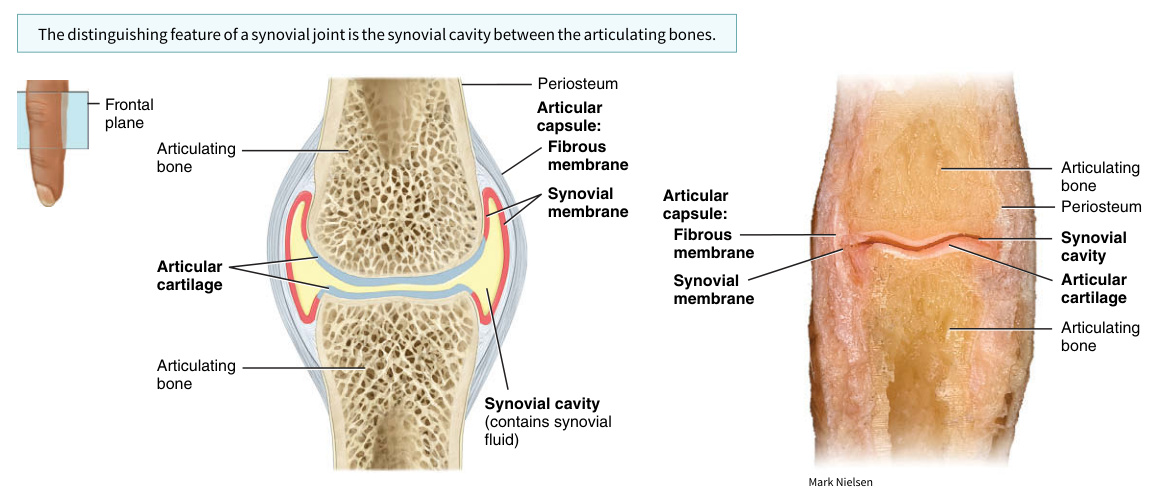 The distinguishing feature of a synovial joint is the synovial cavity between the articulating bones.
Frontal
plane
Periosteum
Articular
capsule:
Fibrous
membrane
Articulating
bone
Synovial
membrane
Articular
cartilage
Articulating
bone
Synovial cavity
(contains synovial
fluid)
Articular
capsule:
Fibrous
membrane
Synovial
membrane
Articulating
bone
Periosteum
Synovial
cavity
Articular
cartilage
Articulating
bone
Mark Nielsen